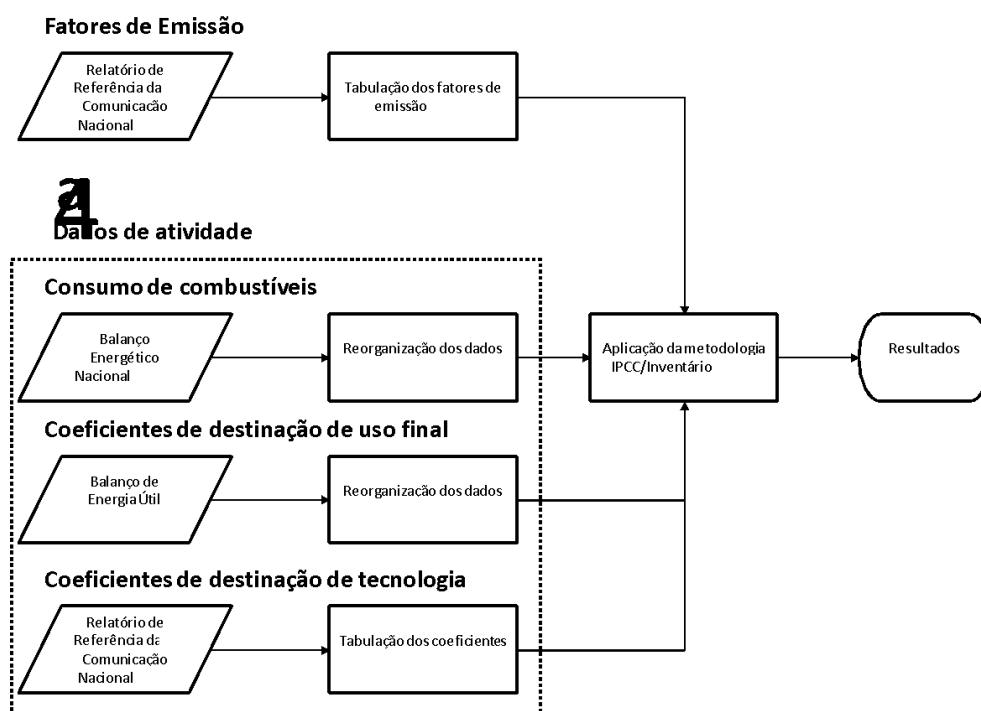 Fatores de Emissão
Relatório de
Referência da
Comunicação
Nacional
Tabulação dos fatores de
emissão
a
4
Dados de atividade
Consumo de combustíveis
Balanço
Energético
Nacional
Reorganização dos dados
Aplicação da metodologia
IPCC/Inventário
Resultados
Coeficientes de destinação de uso final
Balanço de
Energia Útil
Reorganização dos dados
Coeficientes de destinação de tecnologia
Relatório de
Referência da
Comunicação
Nacional
Tabulação dos coeficientes